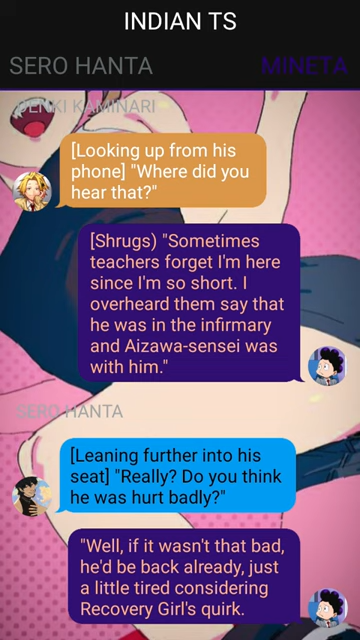 INDIAN TS
SERO HANTA MINETA
DENKI KAMINARI
[Looking up from his
phone] "Where did you
hear that?"
[Shrugs) "Sometimes
teachers forget I'm here
since I'm so short. I
overheard them say that
he was in the infirmary
and Aizawa-sensei was
with him."
SERO HANTA
[Leaning further into his
seat] "Really? Do you think
he was hurt badly?"
"Well, if it wasn't that bad,
he'd be back already, just
a little tired considering
Recovery Girl's quirk.